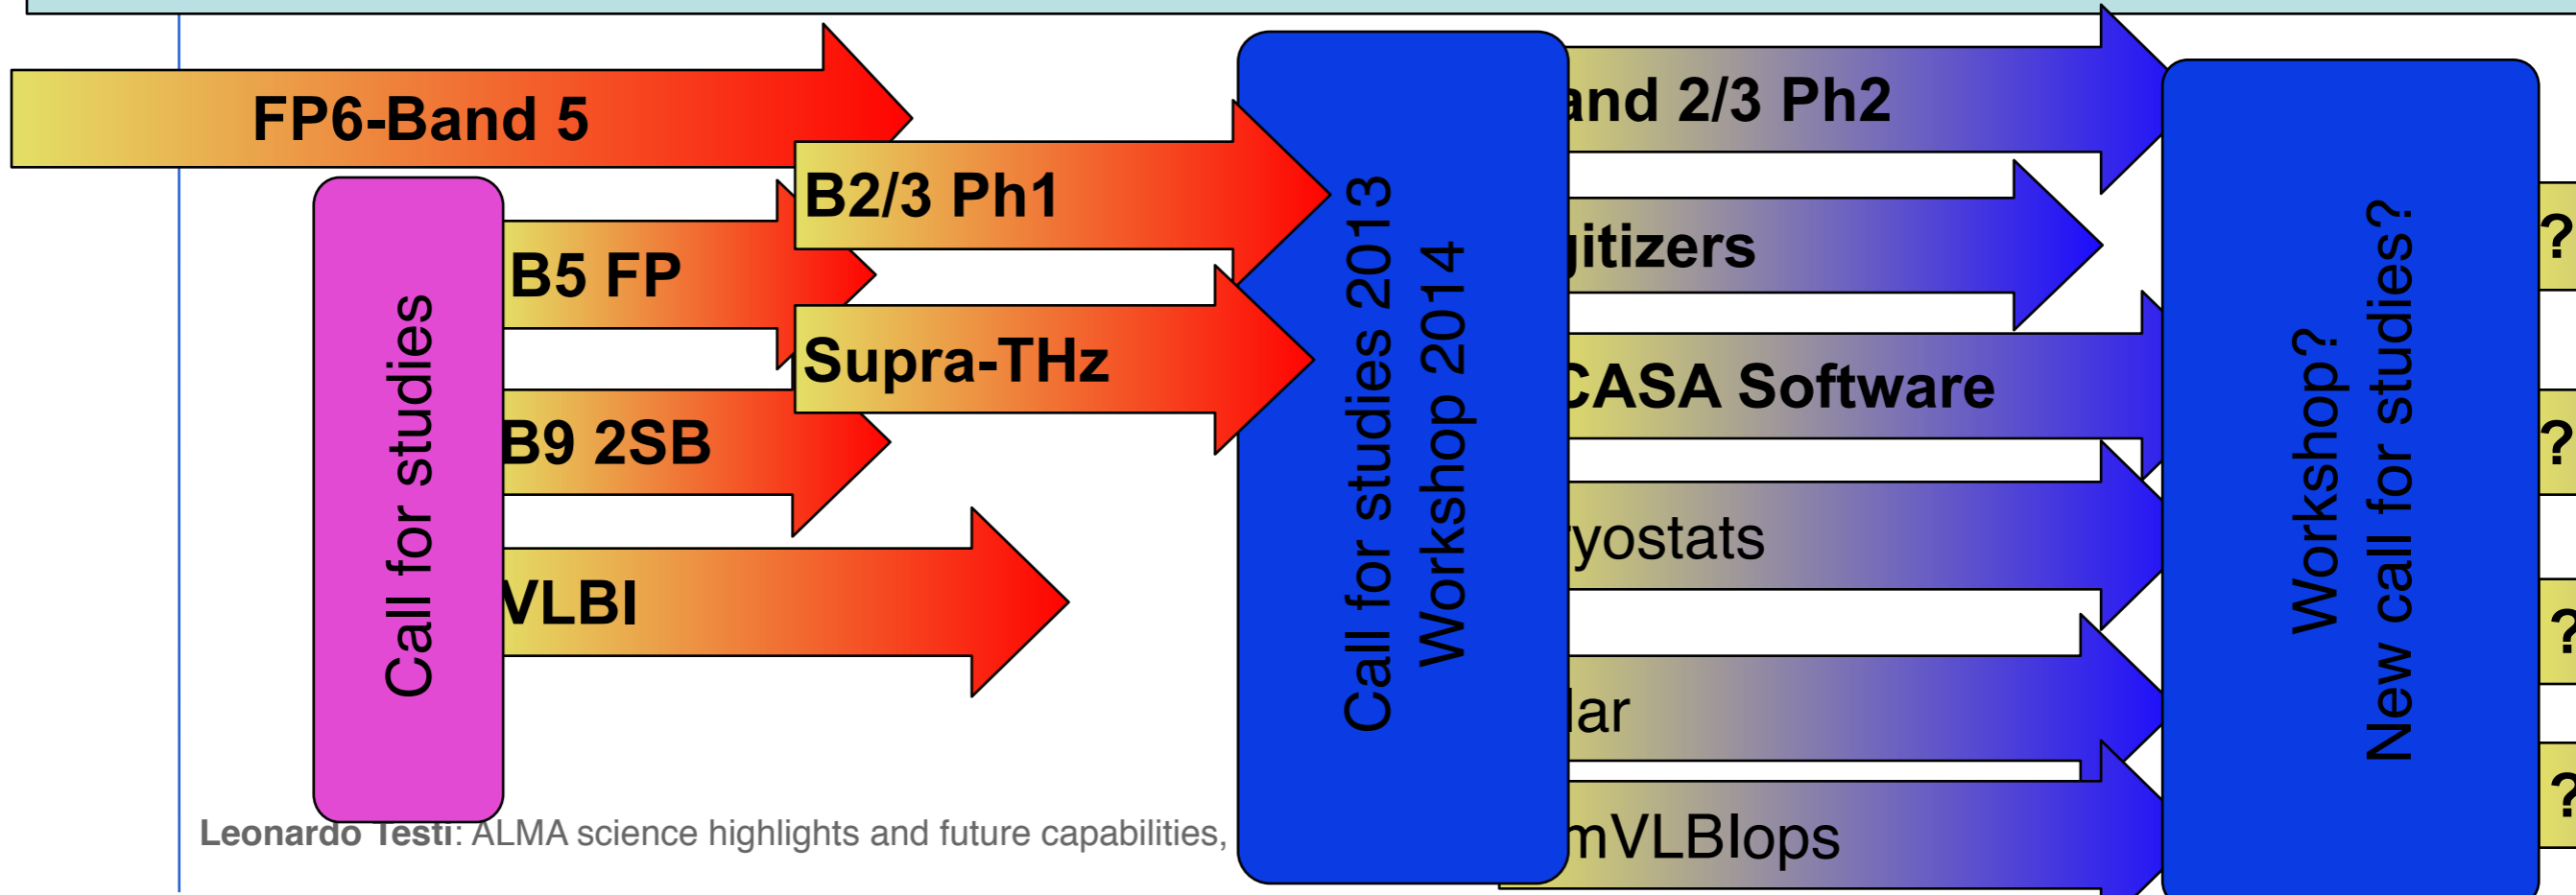 FP6-Band 5
Call for studies
B5 FP
B9 2SB
VLBI
B2/3 Ph1
Supra-THz
Call for studies 2013
Workshop 2014
and 2/3 Ph2
gitizers
CASA Software
yostats
lar
mVLBIops
Workshop?
New call for studies?
?
?
?
?
Leonardo Testi: ALMA science highlights and future capabilities,